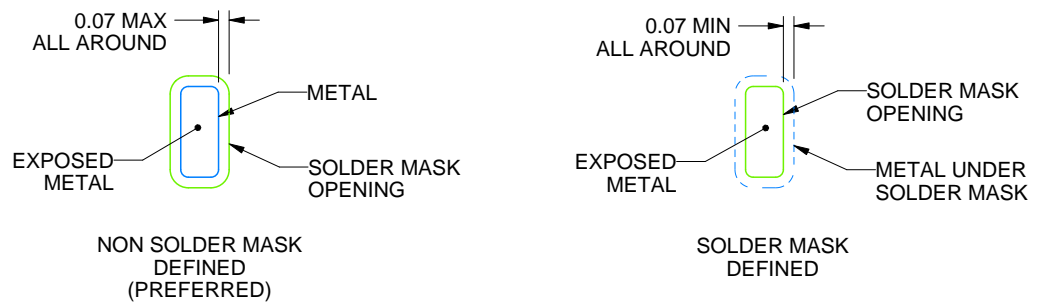 0.07 MAX
ALL AROUND
METAL
EXPOSED
METAL
SOLDER MASK
OPENING
NON SOLDER MASK
DEFINED
(PREFERRED)
0.07 MIN
ALL AROUND
SOLDER MASK
OPENING
EXPOSED
METAL
METAL UNDER
SOLDER MASK
SOLDER MASK
DEFINED